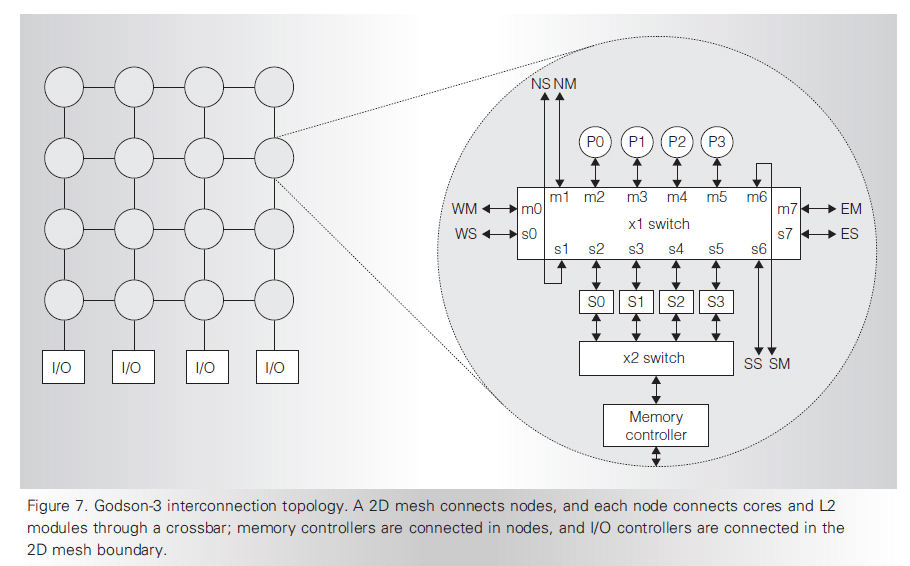 NS NM
P0 P1 P2 P3
WM m0 m1 m2 m3 m4 m5 m6 m7 EM
x1 switch
WS s0 s1 s2 s3 s4 s5 s6 s7 ES
S0 S1 S2 S3
x2 switch
SS SM
I/O I/O I/O I/O
Memory
controller
Figure 7. Godson-3 interconnection topology. A 2D mesh connects nodes, and each node connects cores and L2
modules through a crossbar; memory controllers are connected in nodes, and I/O controllers are connected in the
2D mesh boundary.